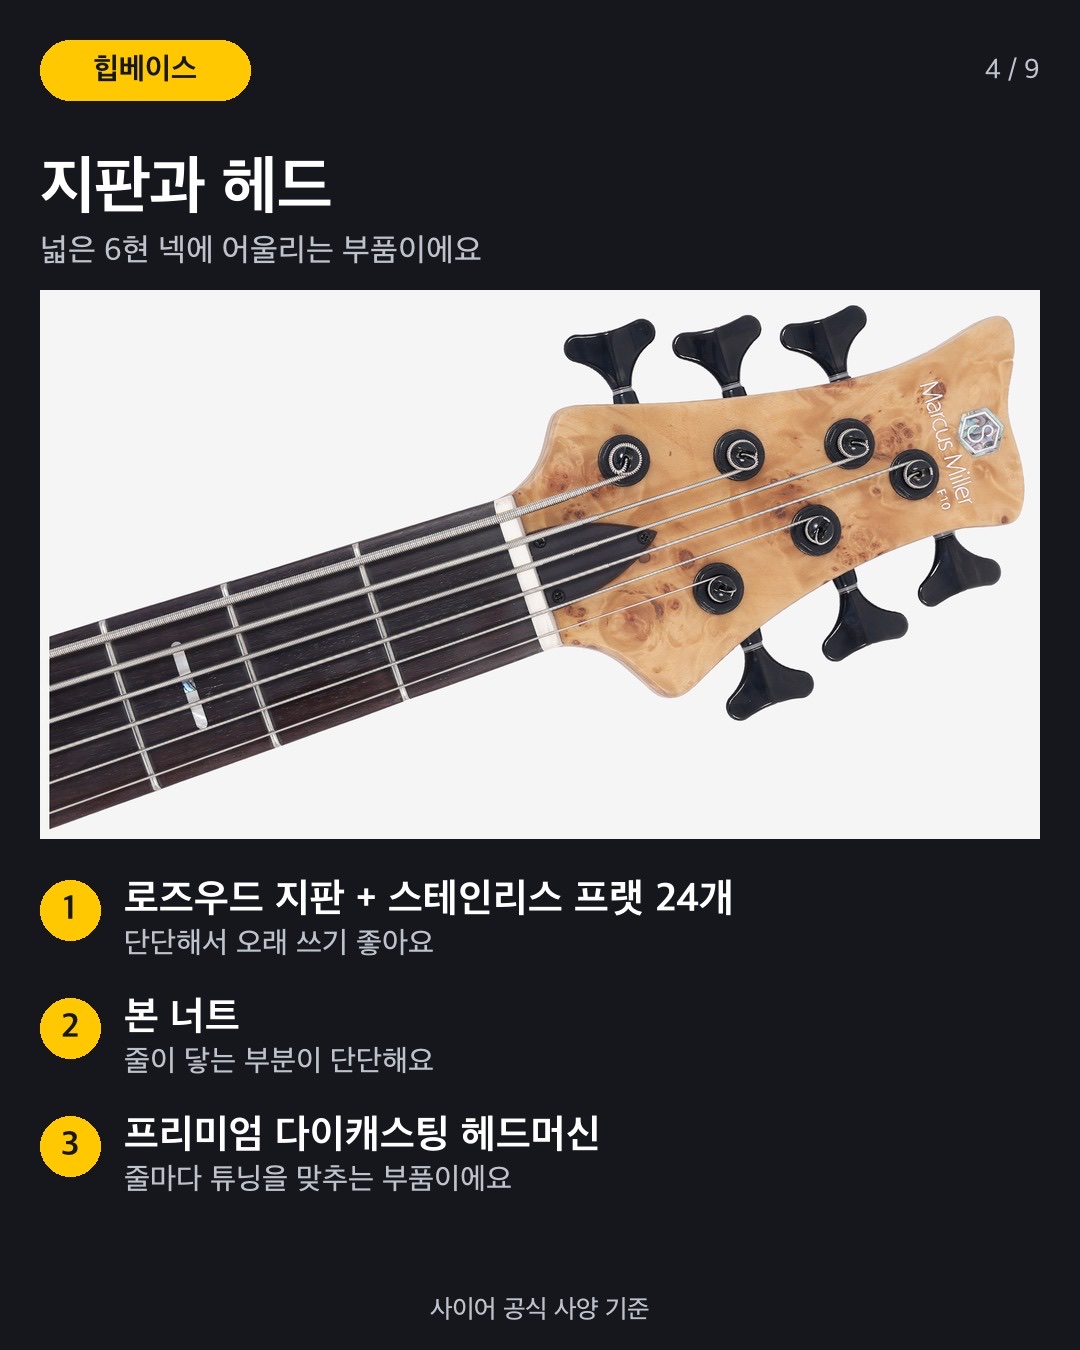 힙베이스
4 / 9
지판과 헤드
넓은 6현 넥에 어울리는 부품이에요
Marcus Miller
F10
S
1
로즈우드 지판 + 스테인리스 프랫 24개
단단해서 오래 쓰기 좋아요
2
본 너트
줄이 닿는 부분이 단단해요
3
프리미엄 다이캐스팅 헤드머신
줄마다 튜닝을 맞추는 부품이에요
사이어 공식 사양 기준